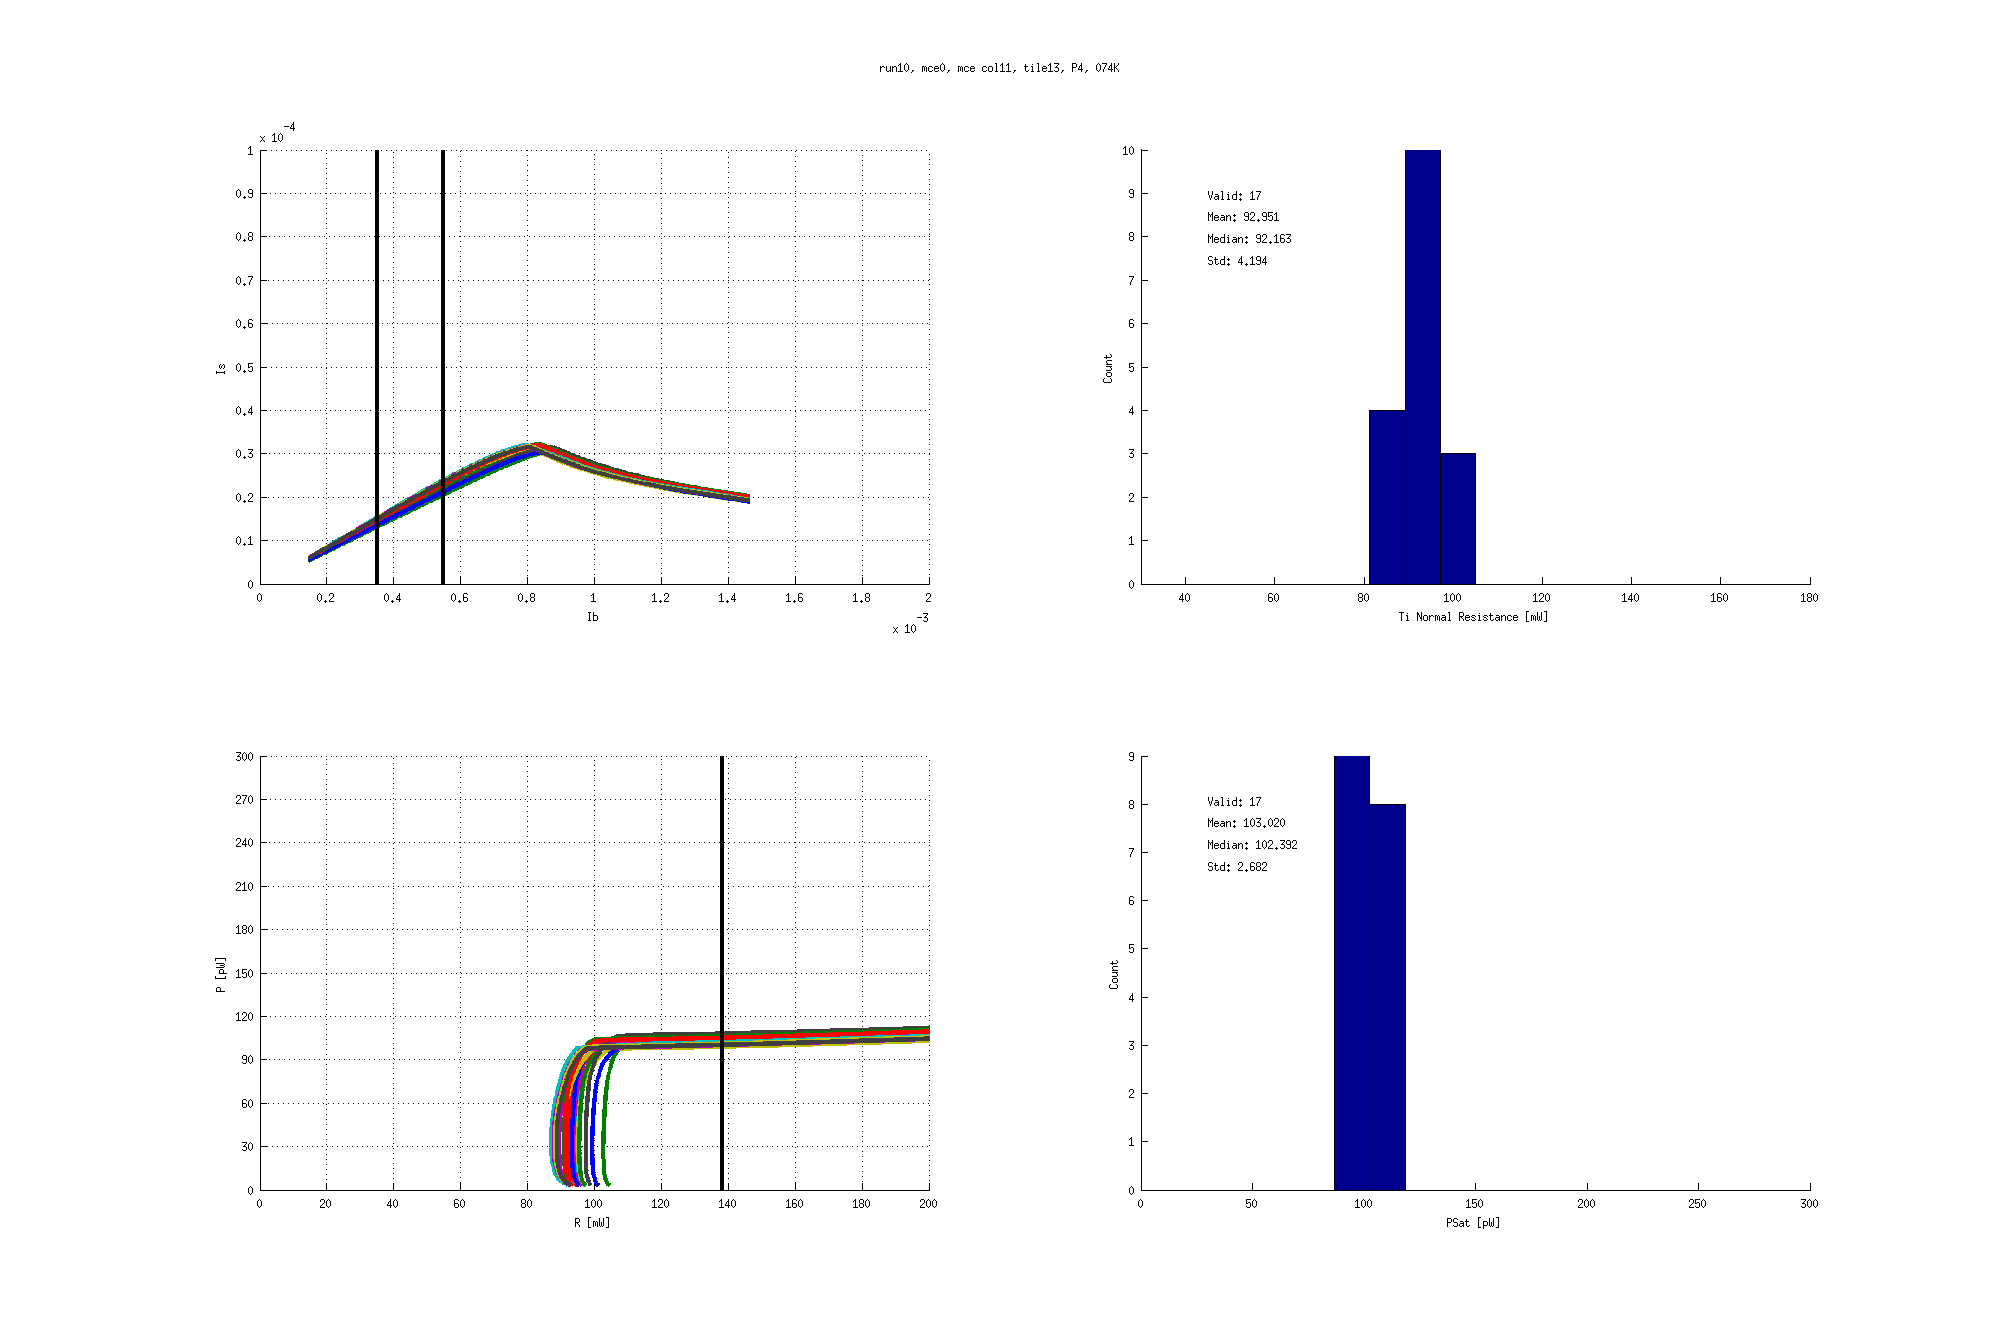 run10, mce0, mce col11, tile13, P4, 074K
x 10
-4
1
0.9
0.8
0.7
0.6
0.5
0.4
0.3
0.2
0.1
0
Is
0 0.2 0.4 0.6 0.8 1 1.2 1.4 1.6 1.8 2
Ib
x 10
-3
10
9
8
7
6
5
4
3
2
1
0
Count
Valid: 17
Mean: 92.951
Median: 92.163
Std: 4.194
40 60 80 100 120 140 160 180
Ti Normal Resistance [mW]
300
270
240
210
180
150
120
90
60
30
0
P [pW]
0 20 40 60 80 100 120 140 160 180 200
R [mW]
9
8
7
6
5
4
3
2
1
0
Count
Valid: 17
Mean: 103.020
Median: 102.392
Std: 2.682
0 50 100 150 200 250 300
PSat [pW]